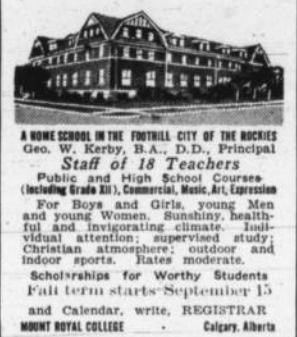 A HOME SCHOOL IN THE FOOTHILL CITY OF THE ROCKIES
Geo. W. Kerby, B.A., D.D., Principal
Staff of 18 Teachers
Public and High School Courses
(Including Grade XII), Commercial, Music, Art, Expression
For Boys and Girls, young Men
and young Women. Sunshiny, health-
ful and invigorating climate. Indi-
vidual attention; supervised study;
Christian atmosphere; outdoor and
indoor sports. Rates moderate.
Scholarships for Worthy Students
Fall term starts September 15
and Calendar, write, REGISTRAR
MOUNT ROYAL COLLEGE Calgary, Alberta